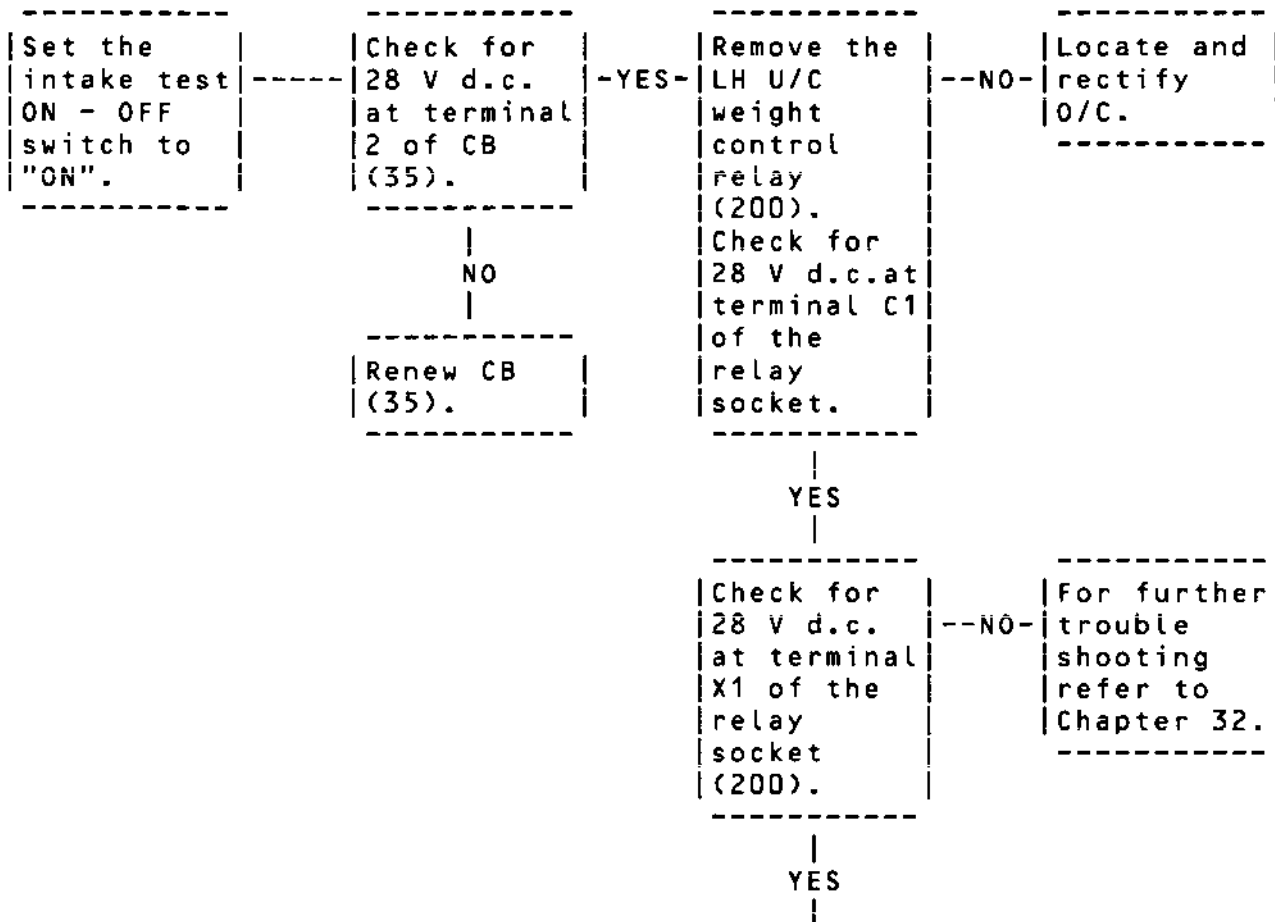 Set the
intake test
ON - OFF
switch to
"ON".
Check for
28 V d.c.
at terminal
2 of CB
(35).
YES
Remove the
LH U/C
weight
control
relay
(200).
Check for
28 V d.c.at
terminal C1
of the
relay
socket.
NO
Locate and
rectify
O/C.
NO
Renew CB
(35).
YES
Check for
28 V d.c.
at terminal
X1 of the
relay
socket
(200).
NO
For further
trouble
shooting
refer to
Chapter 32.
YES